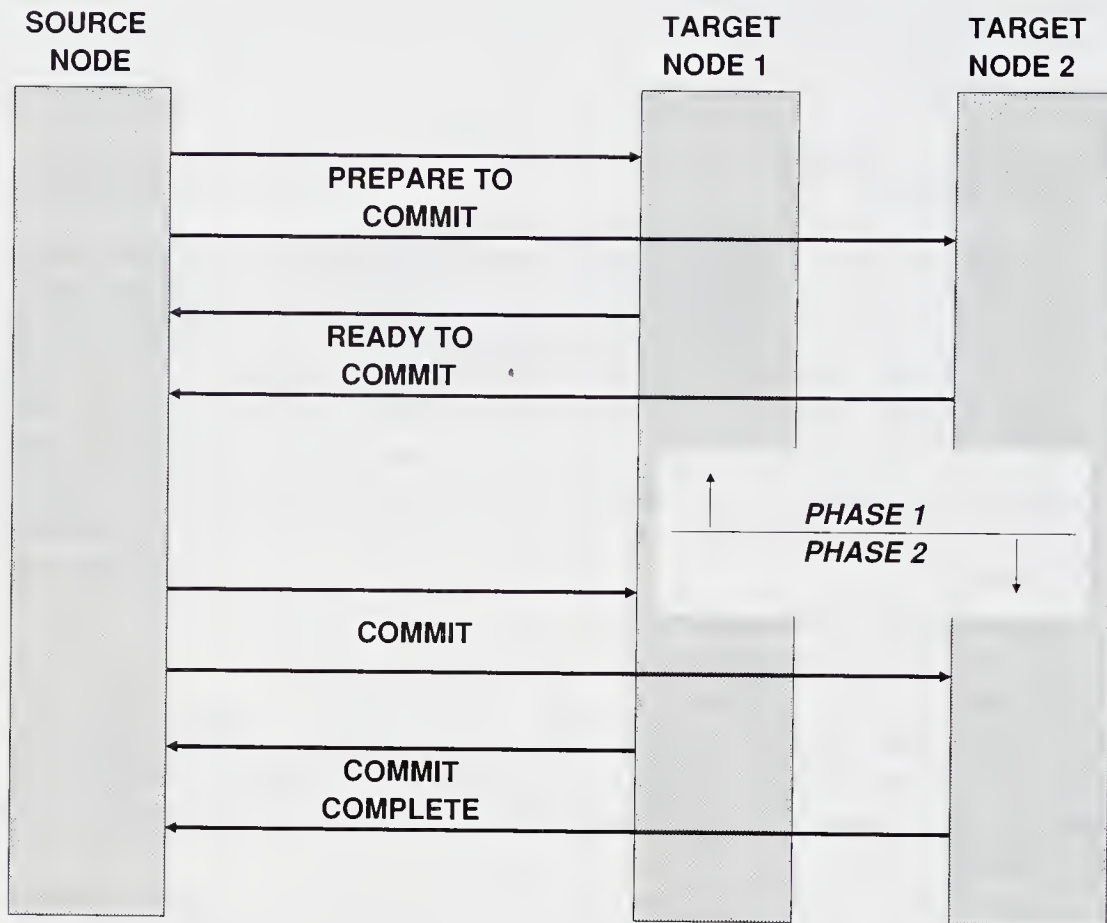 SOURCE
NODE
TARGET
NODE 1
TARGET
NODE 2
PREPARE TO
COMMIT
READY TO
COMMIT
PHASE 1
PHASE 2
COMMIT
COMMIT
COMPLETE